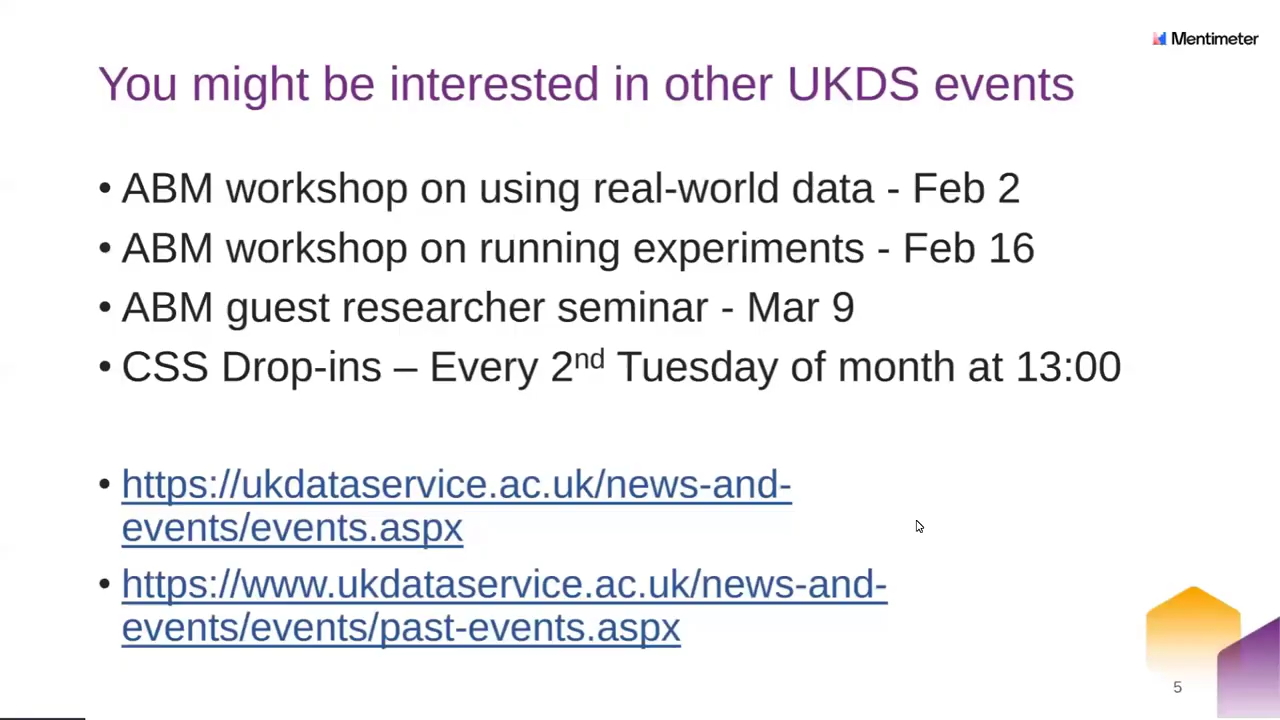 Mentimeter
You might be interested in other UKDS events
• ABM workshop on using real-world data - Feb 2
• ABM workshop on running experiments - Feb 16
• ABM guest researcher seminar - Mar 9
• CSS Drop-ins – Every 2nd Tuesday of month at 13:00
• https://ukdataservice.ac.uk/news-and-
events/events.aspx
• https://www.ukdataservice.ac.uk/news-and-
events/events/past-events.aspx
5